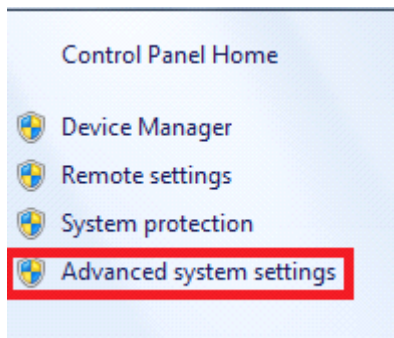 Control Panel Home
Device Manager
Remote settings
System protection
Advanced system settings